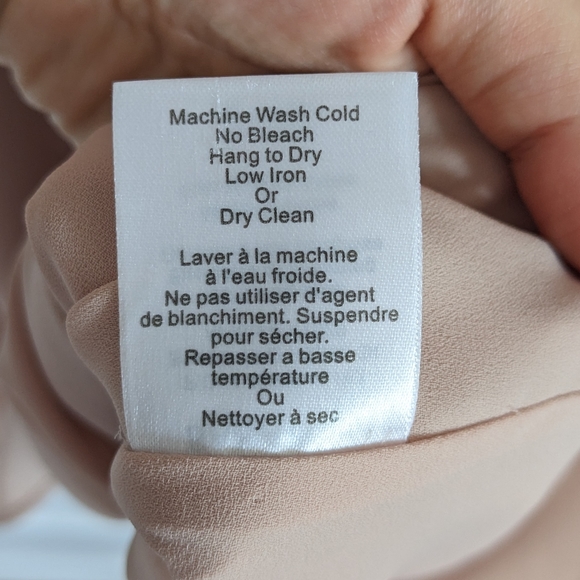 Machine Wash Cold
No Bleach
Hang to Dry
Low Iron
Or
Dry Clean
Laver à la machine
à l'eau froide.
Ne pas utiliser d'agent
de blanchiment. Suspendre
pour sécher.
Repasser a basse
température
Ou
Nettoyer à sec